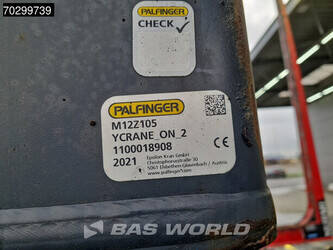 70299739
PALFINGER
CHECK
PALFINGER
M12Z105
YCRANE_ON_2
1100018908
2021
Epsilon Kran GmbH
Christophorusstraße 30
5061 Elsbethen-Glasenbach / Austria
www.palfinger.com
CE
BAS WORLD